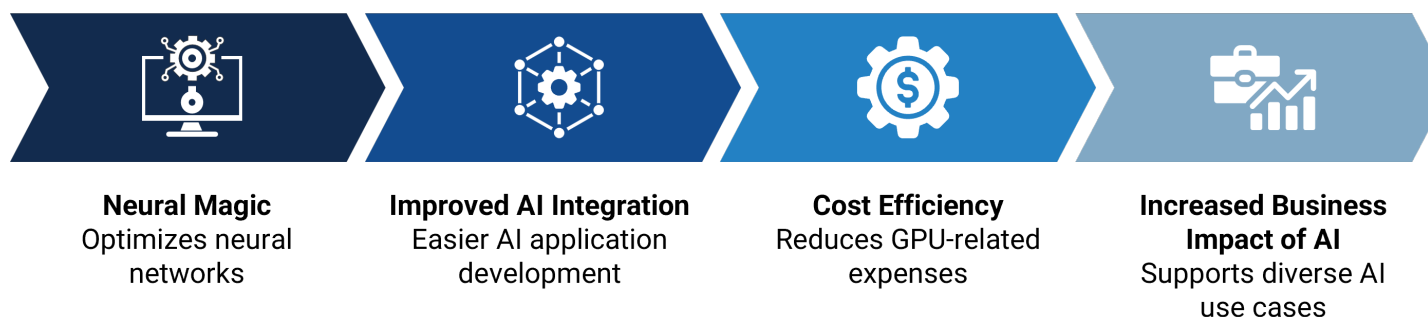 Neural Magic
Optimizes neural
networks
Improved AI Integration
Easier AI application
development
$
Cost Efficiency
Reduces GPU-related
expenses
Increased Business
Impact of AI
Supports diverse AI
use cases